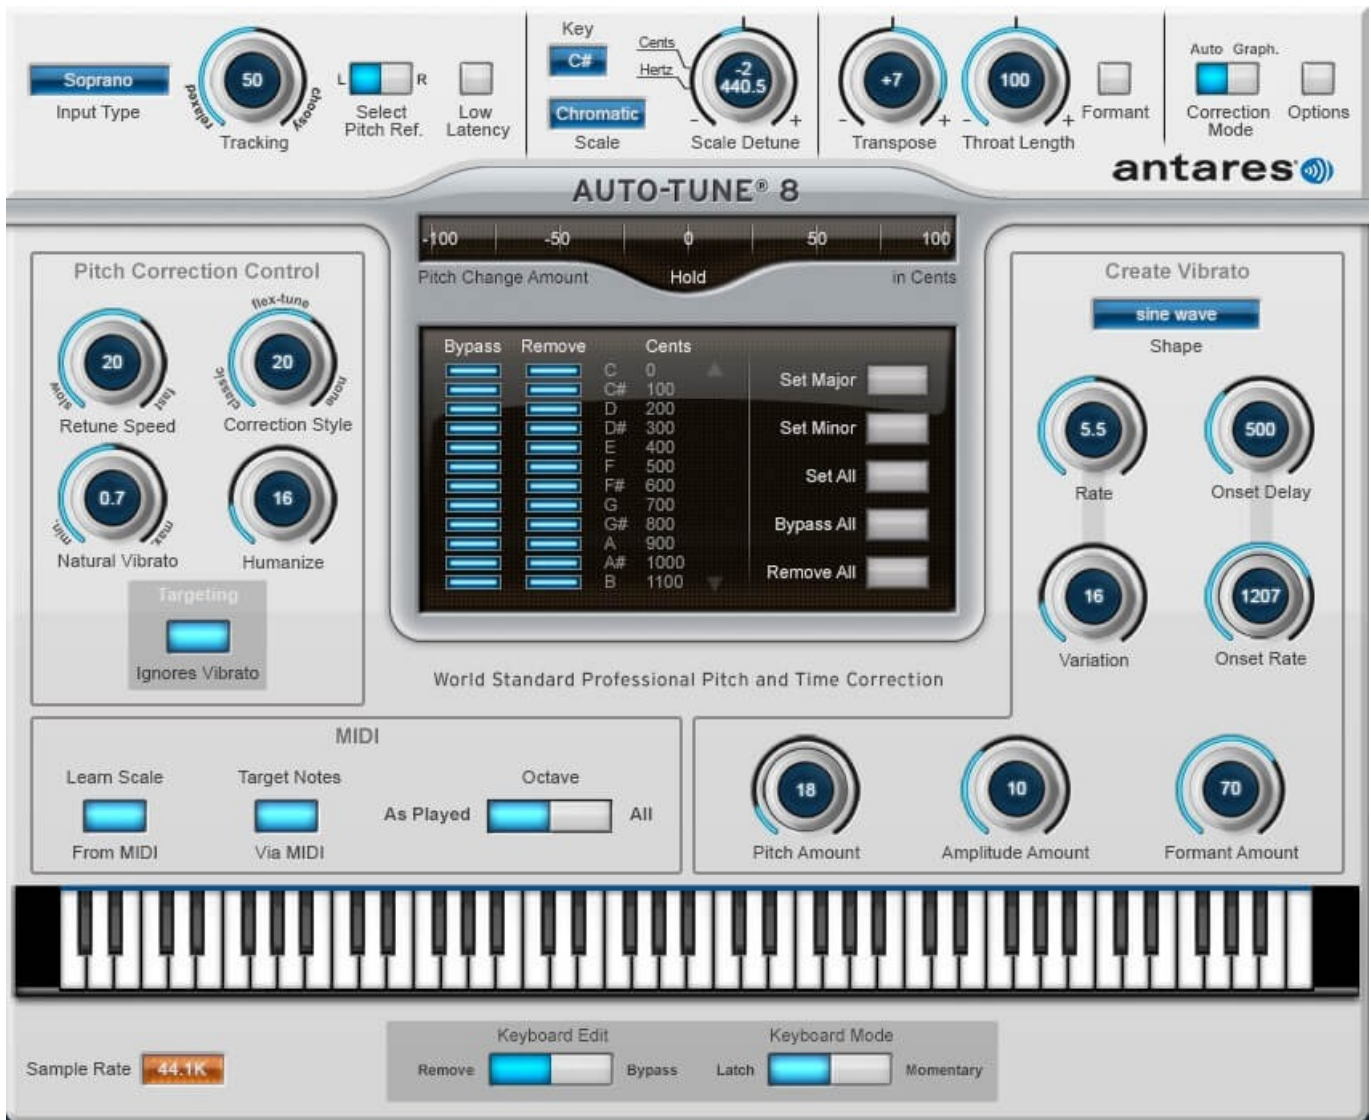 Soprano
Input Type
50
relaxed
choosy
Tracking
L
R
Select
Pitch Ref.
Low
Latency
Key
C#
Chromatic
Scale
Cents
Hertz
-2
440.5
- +
Scale Detune
+7
- +
Transpose
100
- +
Throat Length
Formant
Auto Graph.
Correction
Mode
Options
antares
AUTO-TUNE® 8
-100 -50 0 50 100
Pitch Change Amount Hold in Cents
Pitch Correction Control
20
slow
fast
Retune Speed
flex-tune
20
classic
none
Correction Style
0.7
min.
max.
Natural Vibrato
16
Humanize
Targeting
Ignores Vibrato
Bypass Remove Cents
C 0
C# 100
D 200
D# 300
E 400
F 500
F# 600
G 700
G# 800
A 900
A# 1000
B 1100
Set Major
Set Minor
Set All
Bypass All
Remove All
World Standard Professional Pitch and Time Correction
Create Vibrato
sine wave
Shape
5.5
Rate
500
Onset Delay
16
Variation
1207
Onset Rate
18
Pitch Amount
10
Amplitude Amount
70
Formant Amount
MIDI
Learn Scale
From MIDI
Target Notes
Via MIDI
Octave
As Played All
Sample Rate 44.1K
Keyboard Edit
Remove Bypass
Keyboard Mode
Latch Momentary